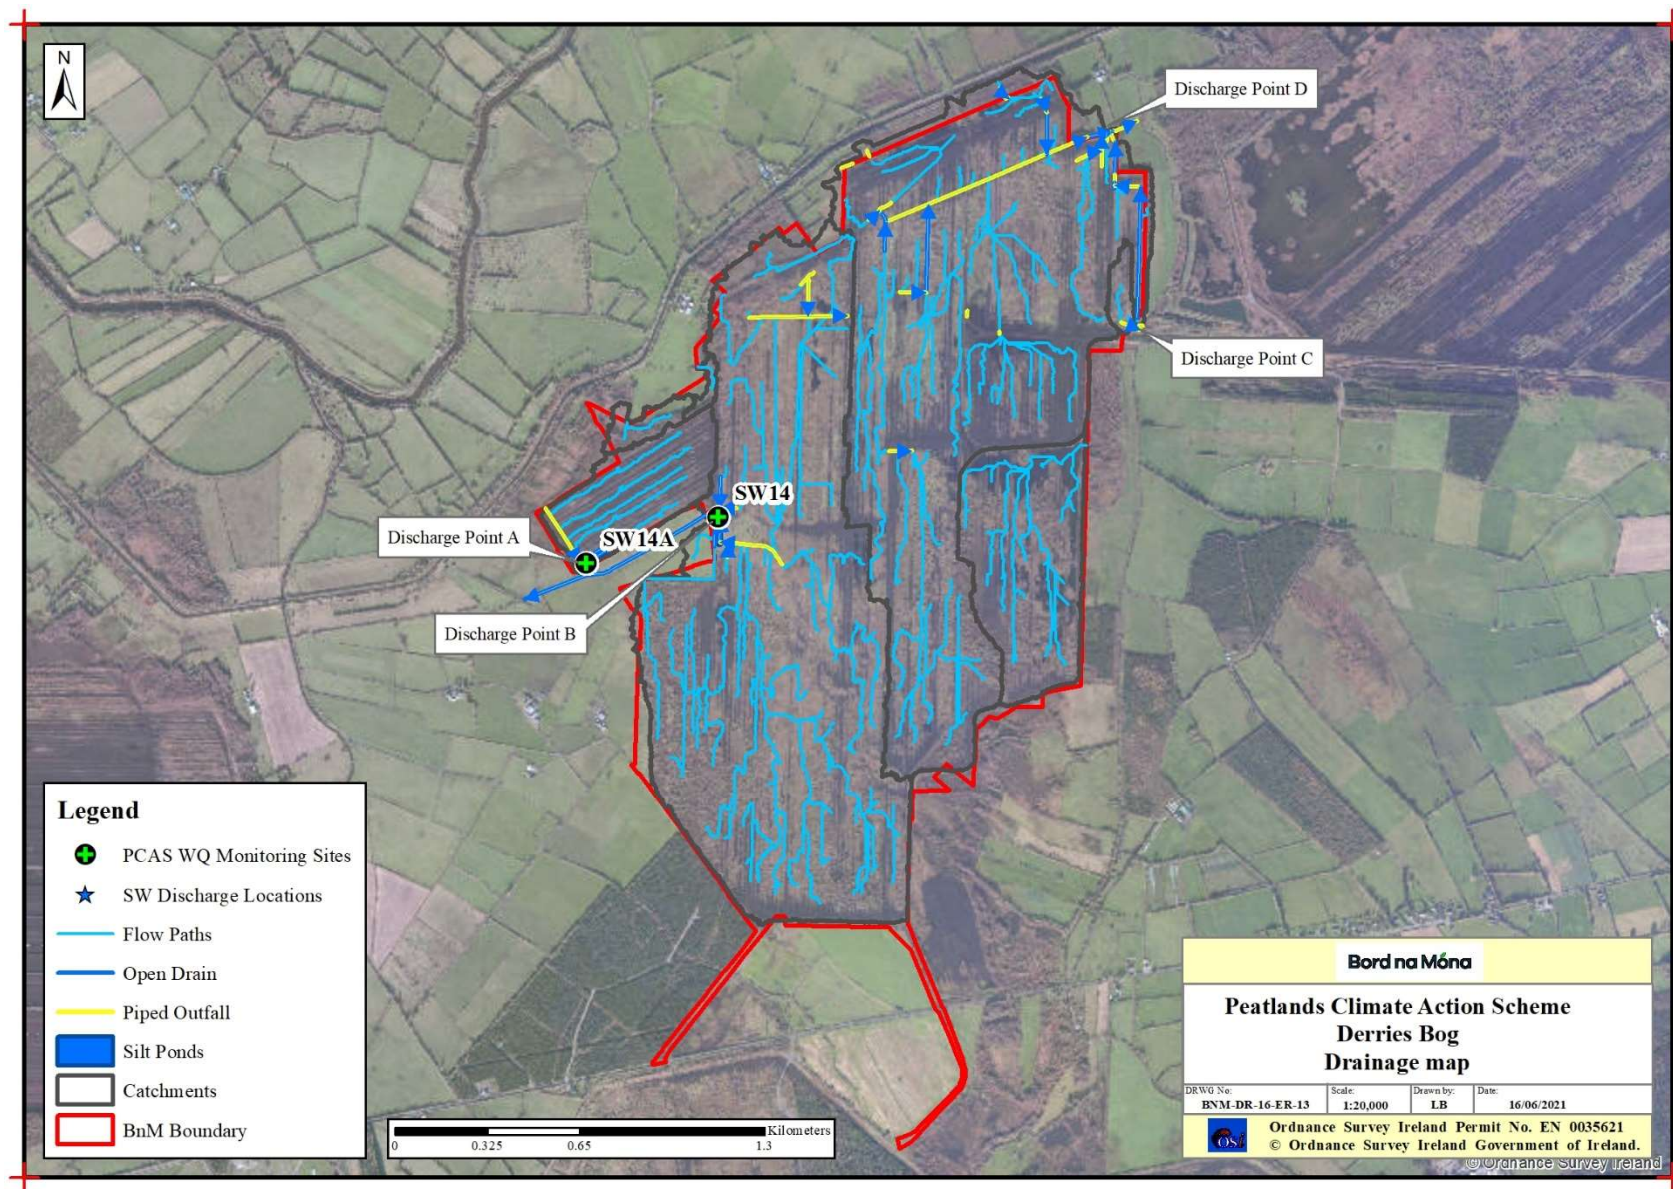 N
Discharge Point D
Discharge Point C
SW14
Discharge Point A
SW14A
Discharge Point B
Legend
PCAS WQ Monitoring Sites
SW Discharge Locations
Flow Paths
Open Drain
Piped Outfall
Silt Ponds
Catchments
BnM Boundary
Kilometers
0 0.325 0.65 1.3
Bord na Móna
Peatlands Climate Action Scheme
Derries Bog
Drainage map
DRWG No: Scale: Drawn by: Date:
BNM-DR-16-ER-13 1:20,000 LB 16/06/2021
OSi
Ordnance Survey Ireland Permit No. EN 0035621
© Ordnance Survey Ireland Government of Ireland.
© Ordnance Survey Ireland